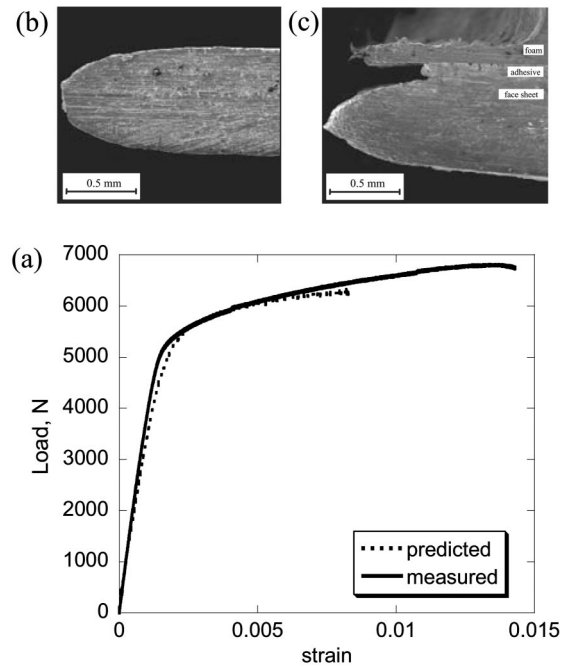 (b)
(c)
foam
adhesive
face sheet
0.5 mm
0.5 mm
(a)
7000
6000
5000
4000
3000
2000
1000
0
Load, N
predicted
measured
0
0.005
0.01
0.015
strain